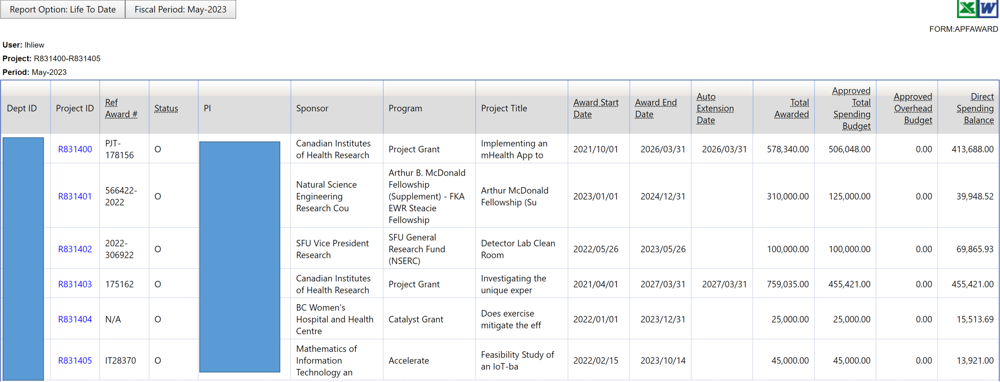 Report Option: Life To Date Fiscal Period: May-2023
X W
FORM:APFAWARD
User: lhliew
Project: R831400-R831405
Period: May-2023
Dept ID
Project ID
Ref
Award #
Status
PI
Sponsor
Program
Project Title
Award Start
Date
Award End
Date
Auto
Extension
Date
Total
Awarded
Approved
Total
Spending
Budget
Approved
Overhead
Budget
Direct
Spending
Balance
R831400
PJT-
178156
O
Canadian Institutes
of Health Research
Project Grant
Implementing an
mHealth App to
2021/10/01
2026/03/31
2026/03/31
578,340.00
506,048.00
0.00
413,688.00
R831401
566422-
2022
O
Natural Science
Engineering
Research Cou
Arthur B. McDonald
Fellowship
(Supplement) - FKA
EWR Steacie
Fellowship
Arthur McDonald
Fellowship (Su
2023/01/01
2024/12/31
310,000.00
125,000.00
0.00
39,948.52
R831402
2022-
306922
O
SFU Vice President
Research
SFU General
Research Fund
(NSERC)
Detector Lab Clean
Room
2022/05/26
2023/05/26
100,000.00
100,000.00
0.00
69,865.93
R831403
175162
O
Canadian Institutes
of Health Research
Project Grant
Investigating the
unique exper
2021/04/01
2027/03/31
2027/03/31
759,035.00
455,421.00
0.00
455,421.00
R831404
N/A
O
BC Women's
Hospital and Health
Centre
Catalyst Grant
Does exercise
mitigate the eff
2022/01/01
2023/12/31
25,000.00
25,000.00
0.00
15,513.69
R831405
IT28370
O
Mathematics of
Information
Technology an
Accelerate
Feasibility Study of
an IoT-ba
2022/02/15
2023/10/14
45,000.00
45,000.00
0.00
13,921.00